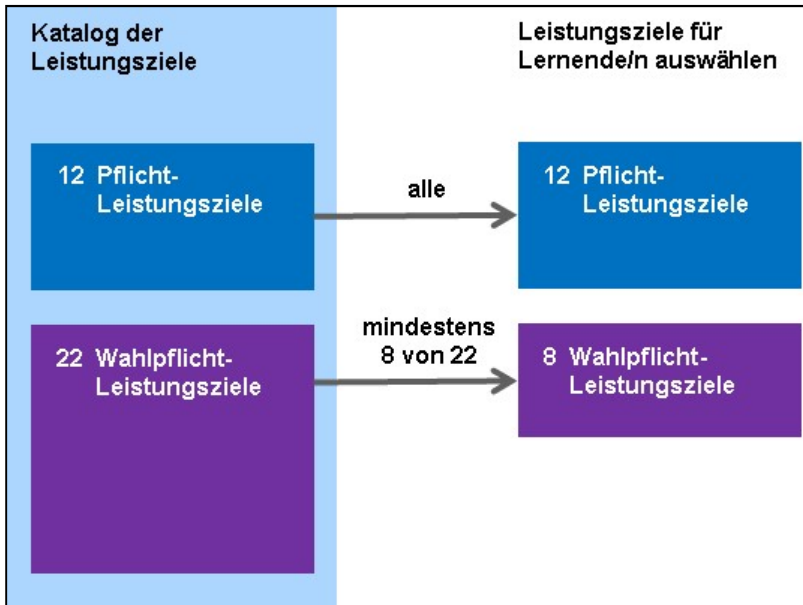 Katalog der
Leistungsziele
Leistungsziele für
Lernende/n auswählen
12 Pflicht-
Leistungsziele
alle
12 Pflicht-
Leistungsziele
22 Wahlpflicht-
Leistungsziele
mindestens
8 von 22
8 Wahlpflicht-
Leistungsziele